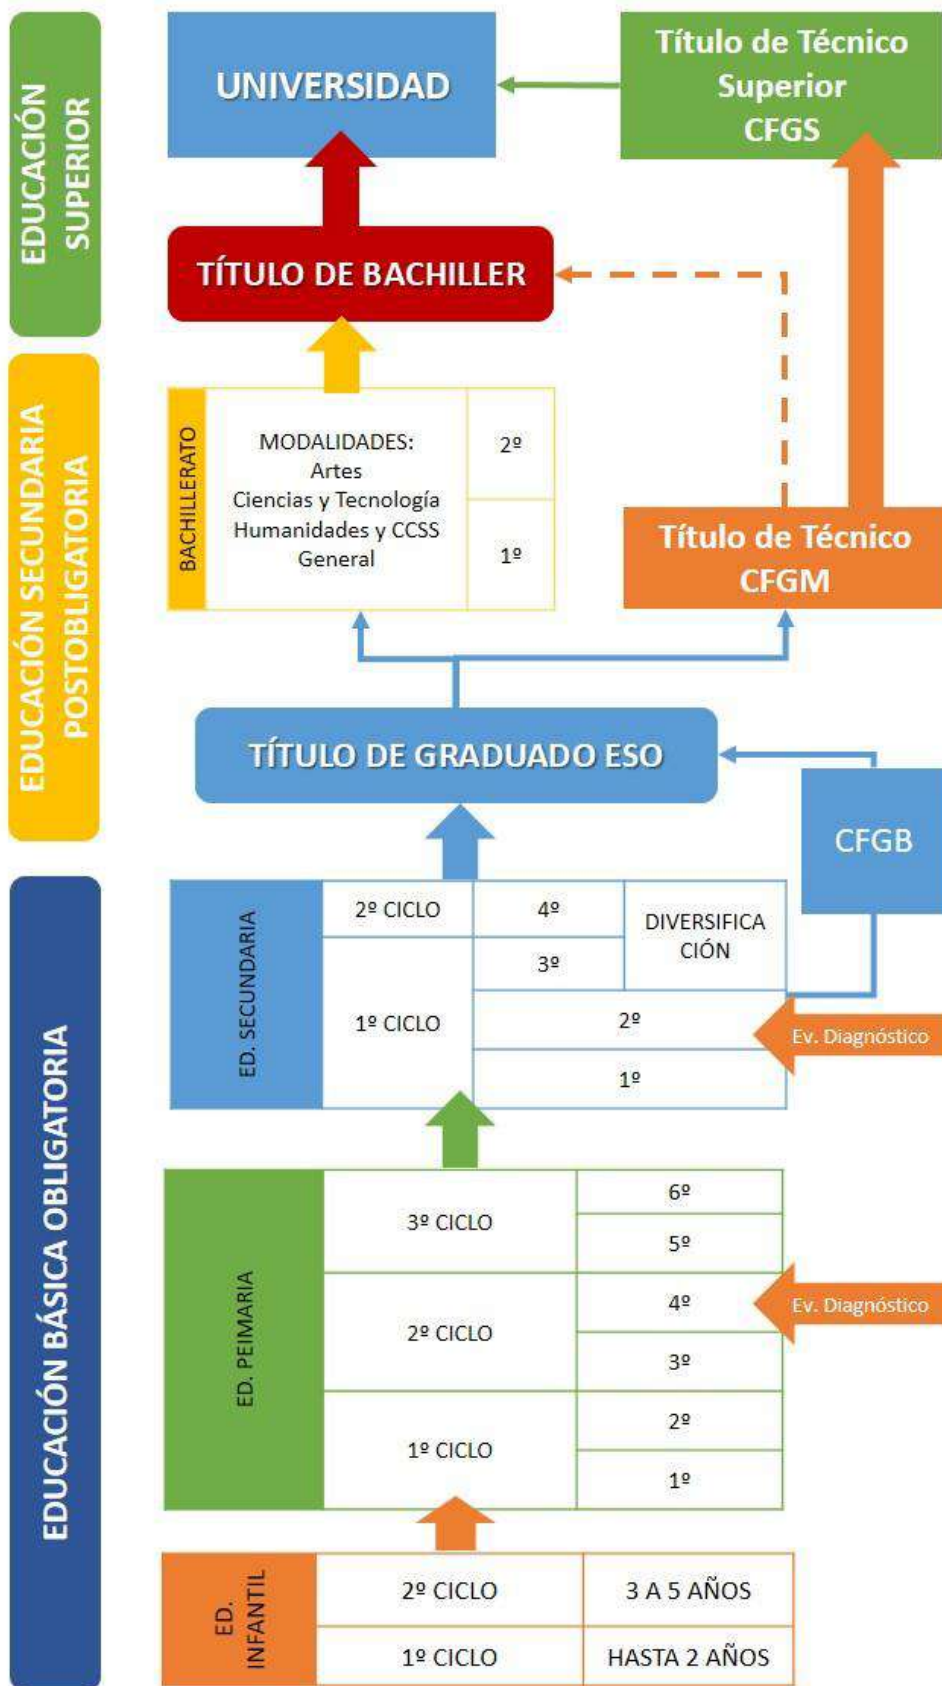 EDUCACIÓN
SUPERIOR
UNIVERSIDAD
Título de Técnico
Superior
CFGS
TÍTULO DE BACHILLER
EDUCACIÓN SECUNDARIA
POSTOBLIGATORIA
BACHILLERATO
MODALIDADES:
Artes
Ciencias y Tecnología
Humanidades y CCSS
General
2º
1º
Título de Técnico
CFGM
TÍTULO DE GRADUADO ESO
CFGB
EDUCACIÓN BÁSICA OBLIGATORIA
ED. SECUNDARIA
2º CICLO
4º
DIVERSIFICA
CIÓN
3º
1º CICLO
2º
Ev. Diagnóstico
1º
ED. PEIMARIA
3º CICLO
6º
5º
2º CICLO
4º
Ev. Diagnóstico
3º
1º CICLO
2º
1º
ED.
INFANTIL
2º CICLO
3 A 5 AÑOS
1º CICLO
HASTA 2 AÑOS